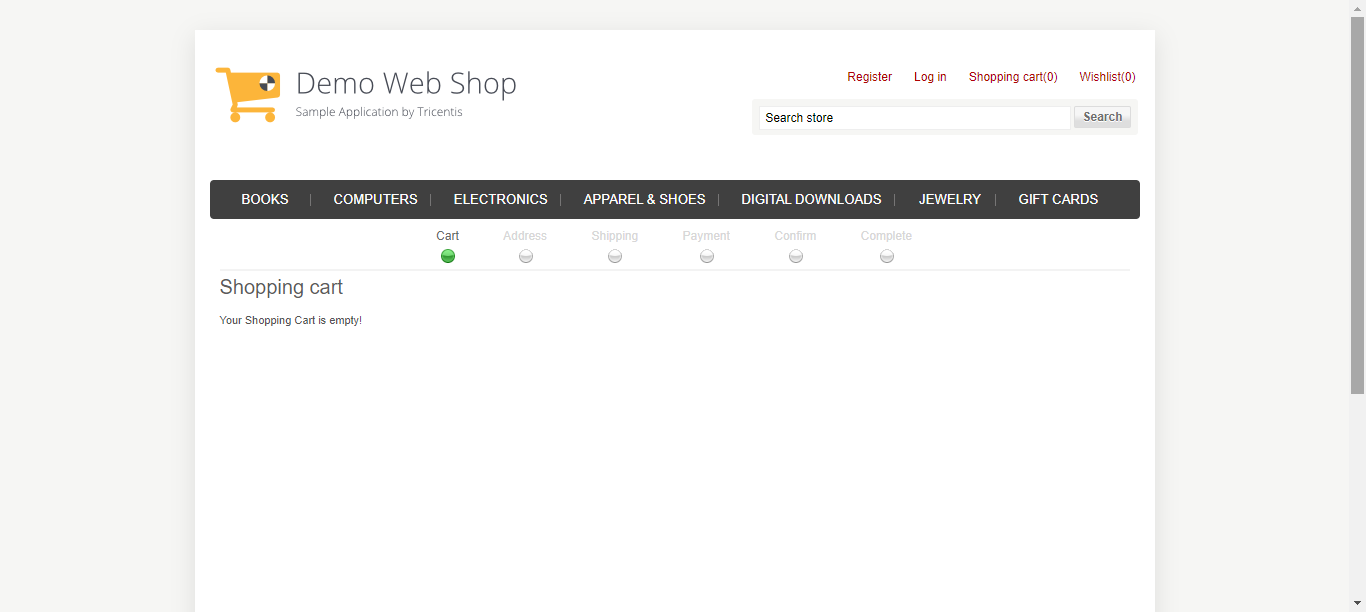 Demo Web Shop
Sample Application by Tricentis
Register Log in Shopping cart(0) Wishlist(0)
Search store Search
BOOKS COMPUTERS ELECTRONICS APPAREL & SHOES DIGITAL DOWNLOADS JEWELRY GIFT CARDS
Cart Address Shipping Payment Confirm Complete
Shopping cart
Your Shopping Cart is empty!